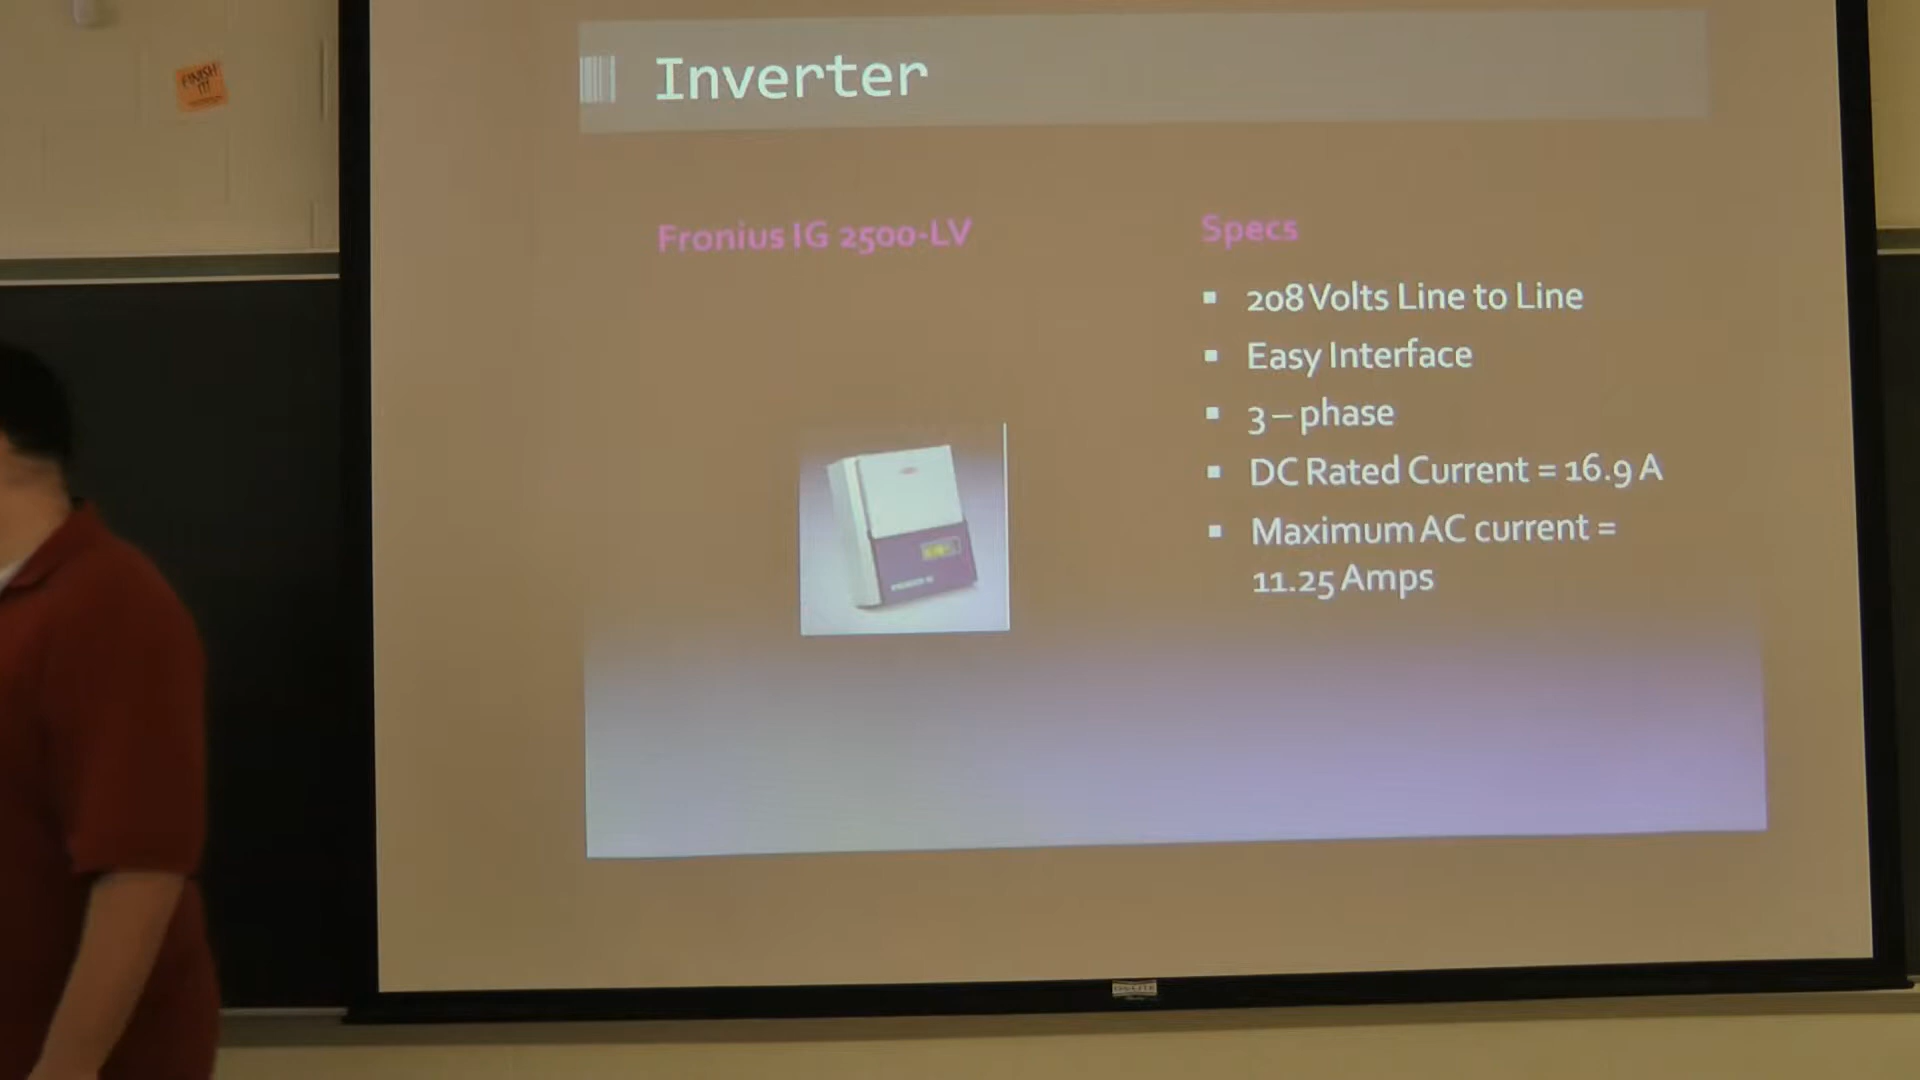 FINISH
!!!
Inverter
Fronius IG 2500-LV
Specs
▪ 208 Volts Line to Line
▪ Easy Interface
▪ 3 – phase
▪ DC Rated Current = 16.9 A
▪ Maximum AC current =
11.25 Amps